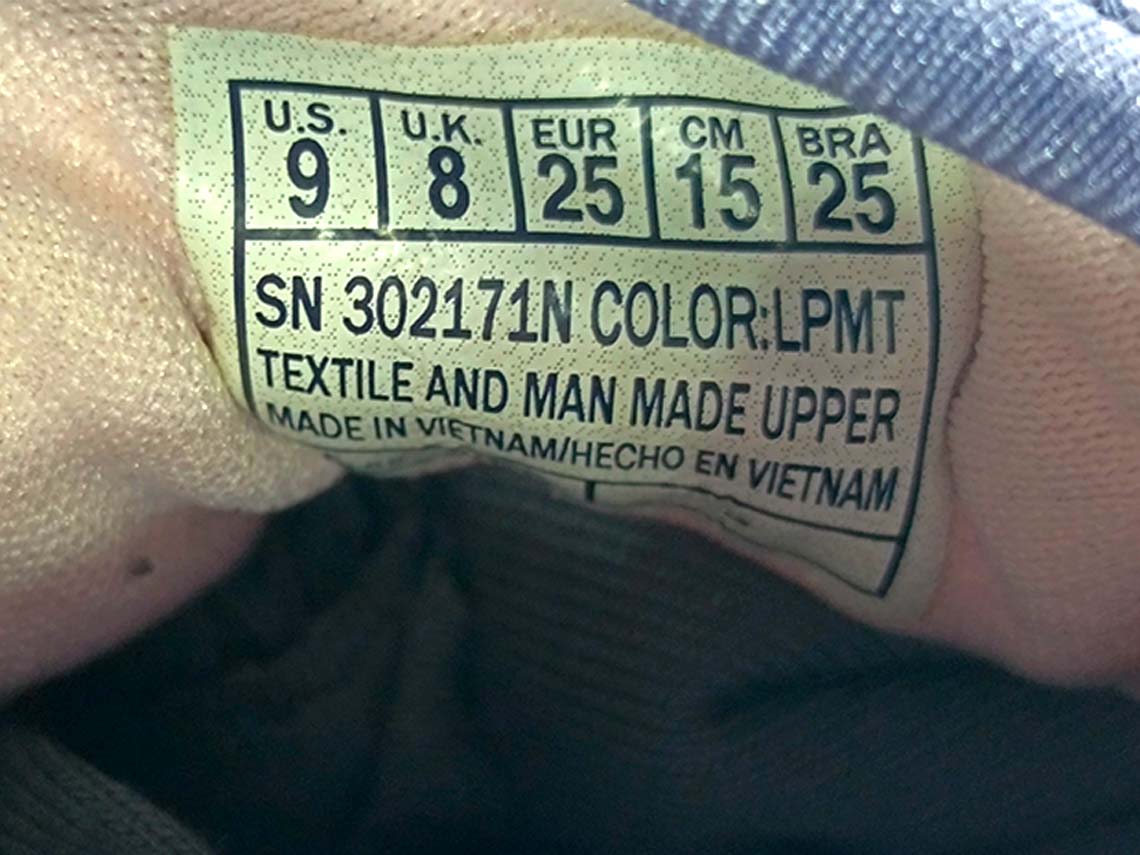 U.S. U.K. EUR CM BRA
9 8 25 15 25
SN 302171N COLOR:LPMT
TEXTILE AND MAN MADE UPPER
MADE IN VIETNAM/HECHO EN VIETNAM